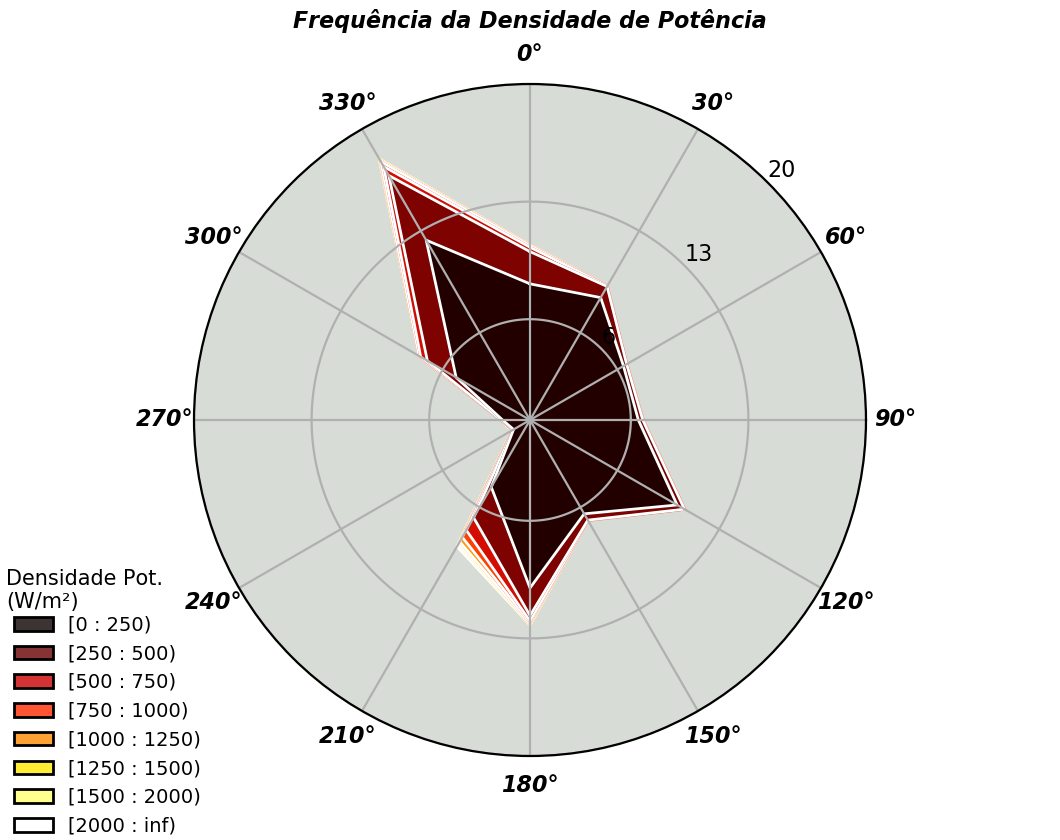 Frequência da Densidade de Potência
0°
330°
30°
20
300°
60°
13
6
270°
90°
240°
120°
210°
150°
180°
Densidade Pot.
(W/m²)
[0 : 250)
[250 : 500)
[500 : 750)
[750 : 1000)
[1000 : 1250)
[1250 : 1500)
[1500 : 2000)
[2000 : inf)